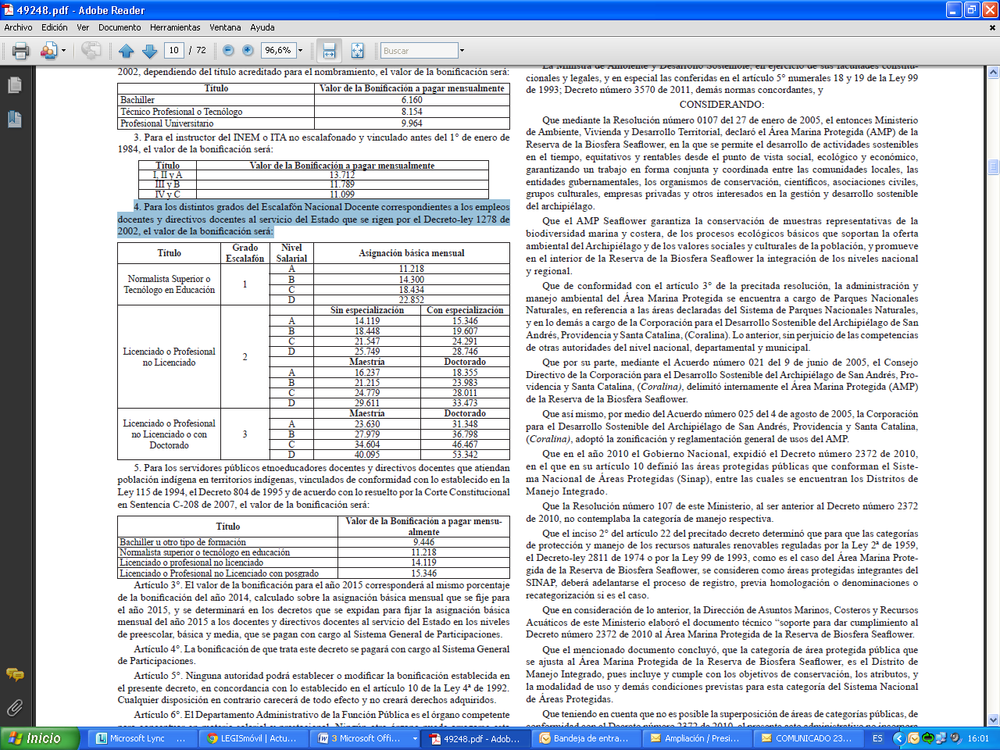 49248.pdf - Adobe Reader
Archivo Edición Ver Documento Herramientas Ventana Ayuda
10 / 72 96,6% Buscar
2002, dependiendo del título acreditado para el nombramiento, el valor de la bonificación será:
Título Valor de la Bonificación a pagar mensualmente
Bachiller 6.160
Técnico Profesional o Tecnólogo 8.154
Profesional Universitario 9.964
3. Para el instructor del INEM o ITA no escalafonado y vinculado antes del 1° de enero de
1984, el valor de la bonificación será:
Título Valor de la Bonificación a pagar mensualmente
I, II y A 13.712
III y B 11.789
IV y C 11.099
4. Para los distintos grados del Escalafón Nacional Docente correspondientes a los empleos
docentes y directivos docentes al servicio del Estado que se rigen por el Decreto-ley 1278 de
2002, el valor de la bonificación será:
Título Grado Escalafón Nivel Salarial Asignación básica mensual
Normalista Superior o
Tecnólogo en Educación
1
A 11.218
B 14.300
C 18.434
D 22.852
Licenciado o Profesional
no Licenciado
2
Sin especialización Con especialización
A 14.119 15.346
B 18.448 19.607
C 21.547 24.291
D 25.749 28.746
Maestría Doctorado
A 16.237 18.355
B 21.215 23.983
C 24.779 28.011
D 29.611 33.473
Licenciado o Profesional
no Licenciado o con
Doctorado
3
Maestría Doctorado
A 23.630 31.348
B 27.979 36.798
C 34.604 46.467
D 40.095 53.342
5. Para los servidores públicos etnoeducadores docentes y directivos docentes que atiendan
población indígena en territorios indígenas, vinculados de conformidad con lo establecido en la
Ley 115 de 1994, el Decreto 804 de 1995 y de acuerdo con lo resuelto por la Corte Constitucional
en Sentencia C-208 de 2007, el valor de la bonificación será:
Título Valor de la Bonificación a pagar mensu-
almente
Bachiller u otro tipo de formación 9.446
Normalista superior o tecnólogo en educación 11.218
Licenciado o profesional no licenciado 14.119
Licenciado o Profesional no Licenciado con posgrado 15.346
Artículo 3°. El valor de la bonificación para el año 2015 corresponderá al mismo porcentaje
de la bonificación del año 2014, calculado sobre la asignación básica mensual que se fije para
el año 2015, y se determinará en los decretos que se expidan para fijar la asignación básica
mensual del año 2015 a los docentes y directivos docentes al servicio del Estado en los niveles
de preescolar, básica y media, que se pagan con cargo al Sistema General de Participaciones.
Artículo 4°. La bonificación de que trata este decreto se pagará con cargo al Sistema General
de Participaciones.
Artículo 5°. Ninguna autoridad podrá establecer o modificar la bonificación establecida en
el presente decreto, en concordancia con lo establecido en el artículo 10 de la Ley 4ª de 1992.
Cualquier disposición en contrario carecerá de todo efecto y no creará derechos adquiridos.
Artículo 6°. El Departamento Administrativo de la Función Pública es el órgano competente
La Ministra de Ambiente y Desarrollo Sostenible, en ejercicio de sus facultades constitu-
cionales y legales, y en especial las conferidas en el artículo 5° numerales 18 y 19 de la Ley 99
de 1993; Decreto número 3570 de 2011, demás normas concordantes, y
CONSIDERANDO:
Que mediante la Resolución número 0107 del 27 de enero de 2005, el entonces Ministerio
de Ambiente, Vivienda y Desarrollo Territorial, declaró el Área Marina Protegida (AMP) de la
Reserva de la Biosfera Seaflower, en la que se permite el desarrollo de actividades sostenibles
en el tiempo, equitativos y rentables desde el punto de vista social, ecológico y económico,
garantizando un trabajo en forma conjunta y coordinada entre las comunidades locales, las
entidades gubernamentales, los organismos de conservación, científicos, asociaciones civiles,
grupos culturales, empresas privadas y otros interesados en la gestión y desarrollo sostenible
del archipiélago.
Que el AMP Seaflower garantiza la conservación de muestras representativas de la
biodiversidad marina y costera, de los procesos ecológicos básicos que soportan la oferta
ambiental del Archipiélago y de los valores sociales y culturales de la población, y promueve
en el interior de la Reserva de la Biosfera Seaflower la integración de los niveles nacional
y regional.
Que de conformidad con el artículo 3° de la precitada resolución, la administración y
manejo ambiental del Área Marina Protegida se encuentra a cargo de Parques Nacionales
Naturales, en referencia a las áreas declaradas del Sistema de Parques Nacionales Naturales,
y en lo demás a cargo de la Corporación para el Desarrollo Sostenible del Archipiélago de San
Andrés, Providencia y Santa Catalina, (Coralina). Lo anterior, sin perjuicio de las competencias
de otras autoridades del nivel nacional, departamental y municipal.
Que por su parte, mediante el Acuerdo número 021 del 9 de junio de 2005, el Consejo
Directivo de la Corporación para el Desarrollo Sostenible del Archipiélago de San Andrés, Pro-
videncia y Santa Catalina, (Coralina), delimitó internamente el Área Marina Protegida (AMP)
de la Reserva de la Biosfera Seaflower.
Que así mismo, por medio del Acuerdo número 025 del 4 de agosto de 2005, la Corporación
para el Desarrollo Sostenible del Archipiélago de San Andrés, Providencia y Santa Catalina,
(Coralina), adoptó la zonificación y reglamentación general de usos del AMP.
Que en el año 2010 el Gobierno Nacional, expidió el Decreto número 2372 de 2010,
en el que en su artículo 10 definió las áreas protegidas públicas que conforman el Siste-
ma Nacional de Áreas Protegidas (Sinap), entre las cuales se encuentran los Distritos de
Manejo Integrado.
Que la Resolución número 107 de este Ministerio, al ser anterior al Decreto número 2372
de 2010, no contemplaba la categoría de manejo respectiva.
Que el inciso 2° del artículo 22 del precitado decreto determinó que para que las categorías
de protección y manejo de los recursos naturales renovables reguladas por la Ley 2ª de 1959,
el Decreto-ley 2811 de 1974 o por la Ley 99 de 1993, como es el caso del Área Marina Prote-
gida de la Reserva de Biosfera Seaflower, se consideren como áreas protegidas integrantes del
SINAP, deberá adelantarse el proceso de registro, previa homologación o denominaciones o
recategorización si es el caso.
Que en consideración de lo anterior, la Dirección de Asuntos Marinos, Costeros y Recursos
Acuáticos de este Ministerio elaboró el documento técnico “soporte para dar cumplimiento al
Decreto número 2372 de 2010 al Área Marina Protegida de la Reserva de Biosfera Seaflower.
Que el mencionado documento concluyó, que la categoría de área protegida pública que
se ajusta al Área Marina Protegida de la Reserva de Biosfera Seaflower, es el Distrito de
Manejo Integrado, pues incluye y cumple con los objetivos de conservación, los atributos, y
la modalidad de uso y demás condiciones previstas para esta categoría del Sistema Nacional
de Áreas Protegidas.
Que teniendo en cuenta que no es posible la superposición de áreas de categorías públicas, de
conformidad con el Decreto número 2372 de 2010, el presente acto administrativo no incorpora
Inicio Microsoft Lync LEGISmóvil | Actu... 3 Microsoft Offic... 49248.pdf - Adob... Bandeja de entra... Ampliación / Presi... COMUNICADO 23... ES 16:01